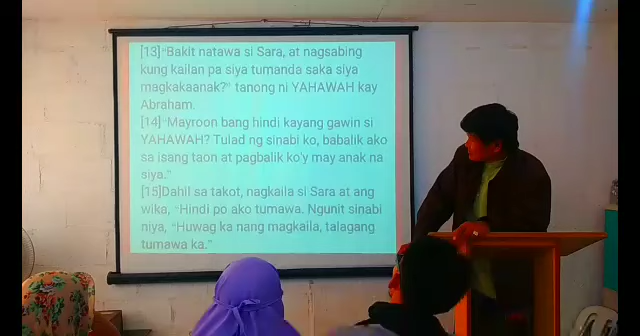 [13]“Bakit natawa si Sara, at nagsabing
kung kailan pa siya tumanda saka siya
magkakaanak?” tanong ni YAHAWAH kay
Abraham.
[14]“Mayroon bang hindi kayang gawin si
YAHAWAH? Tulad ng sinabi ko, babalik ako
sa isang taon at pagbalik ko'y may anak na
siya.”
[15]Dahil sa takot, nagkaila si Sara at ang
wika, “Hindi po ako tumawa. Ngunit sinabi
niya, “Huwag ka nang magkaila, talagang
tumawa ka.”